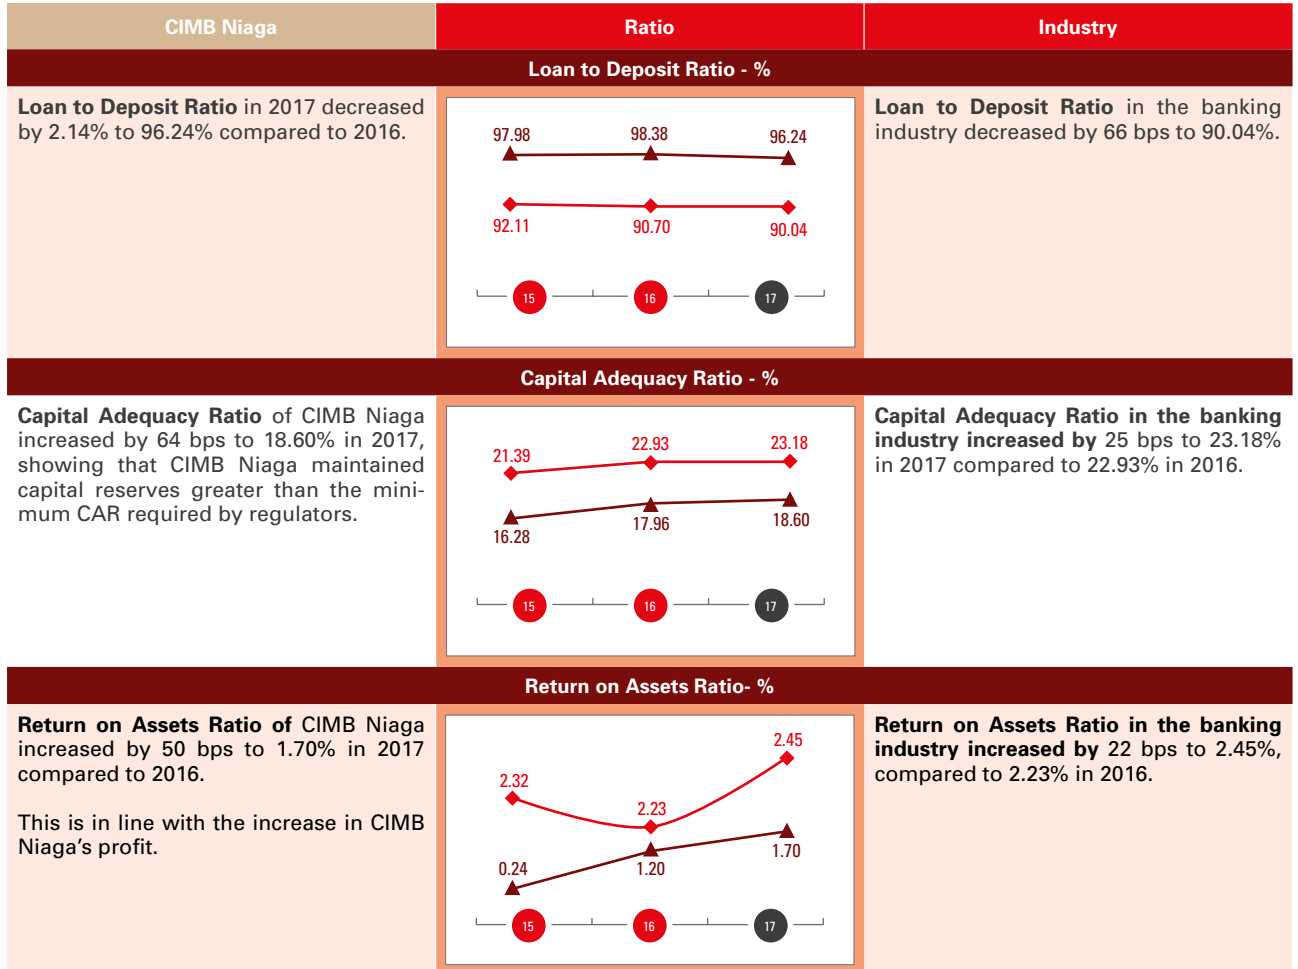 CIMB Niaga
Ratio
Industry
Loan to Deposit Ratio - %
Loan to Deposit Ratio in 2017 decreased
by 2.14% to 96.24% compared to 2016.
97.98
98.38
96.24
92.11
90.70
90.04
15
16
17
Loan to Deposit Ratio in the banking
industry decreased by 66 bps to 90.04%.
Capital Adequacy Ratio - %
Capital Adequacy Ratio of CIMB Niaga
increased by 64 bps to 18.60% in 2017,
showing that CIMB Niaga maintained
capital reserves greater than the mini-
mum CAR required by regulators.
21.39
22.93
23.18
16.28
17.96
18.60
15
16
17
Capital Adequacy Ratio in the banking
industry increased by 25 bps to 23.18%
in 2017 compared to 22.93% in 2016.
Return on Assets Ratio- %
Return on Assets Ratio of CIMB Niaga
increased by 50 bps to 1.70% in 2017
compared to 2016.
This is in line with the increase in CIMB
Niaga's profit.
2.32
2.23
2.45
0.24
1.20
1.70
15
16
17
Return on Assets Ratio in the banking
industry increased by 22 bps to 2.45%,
compared to 2.23% in 2016.